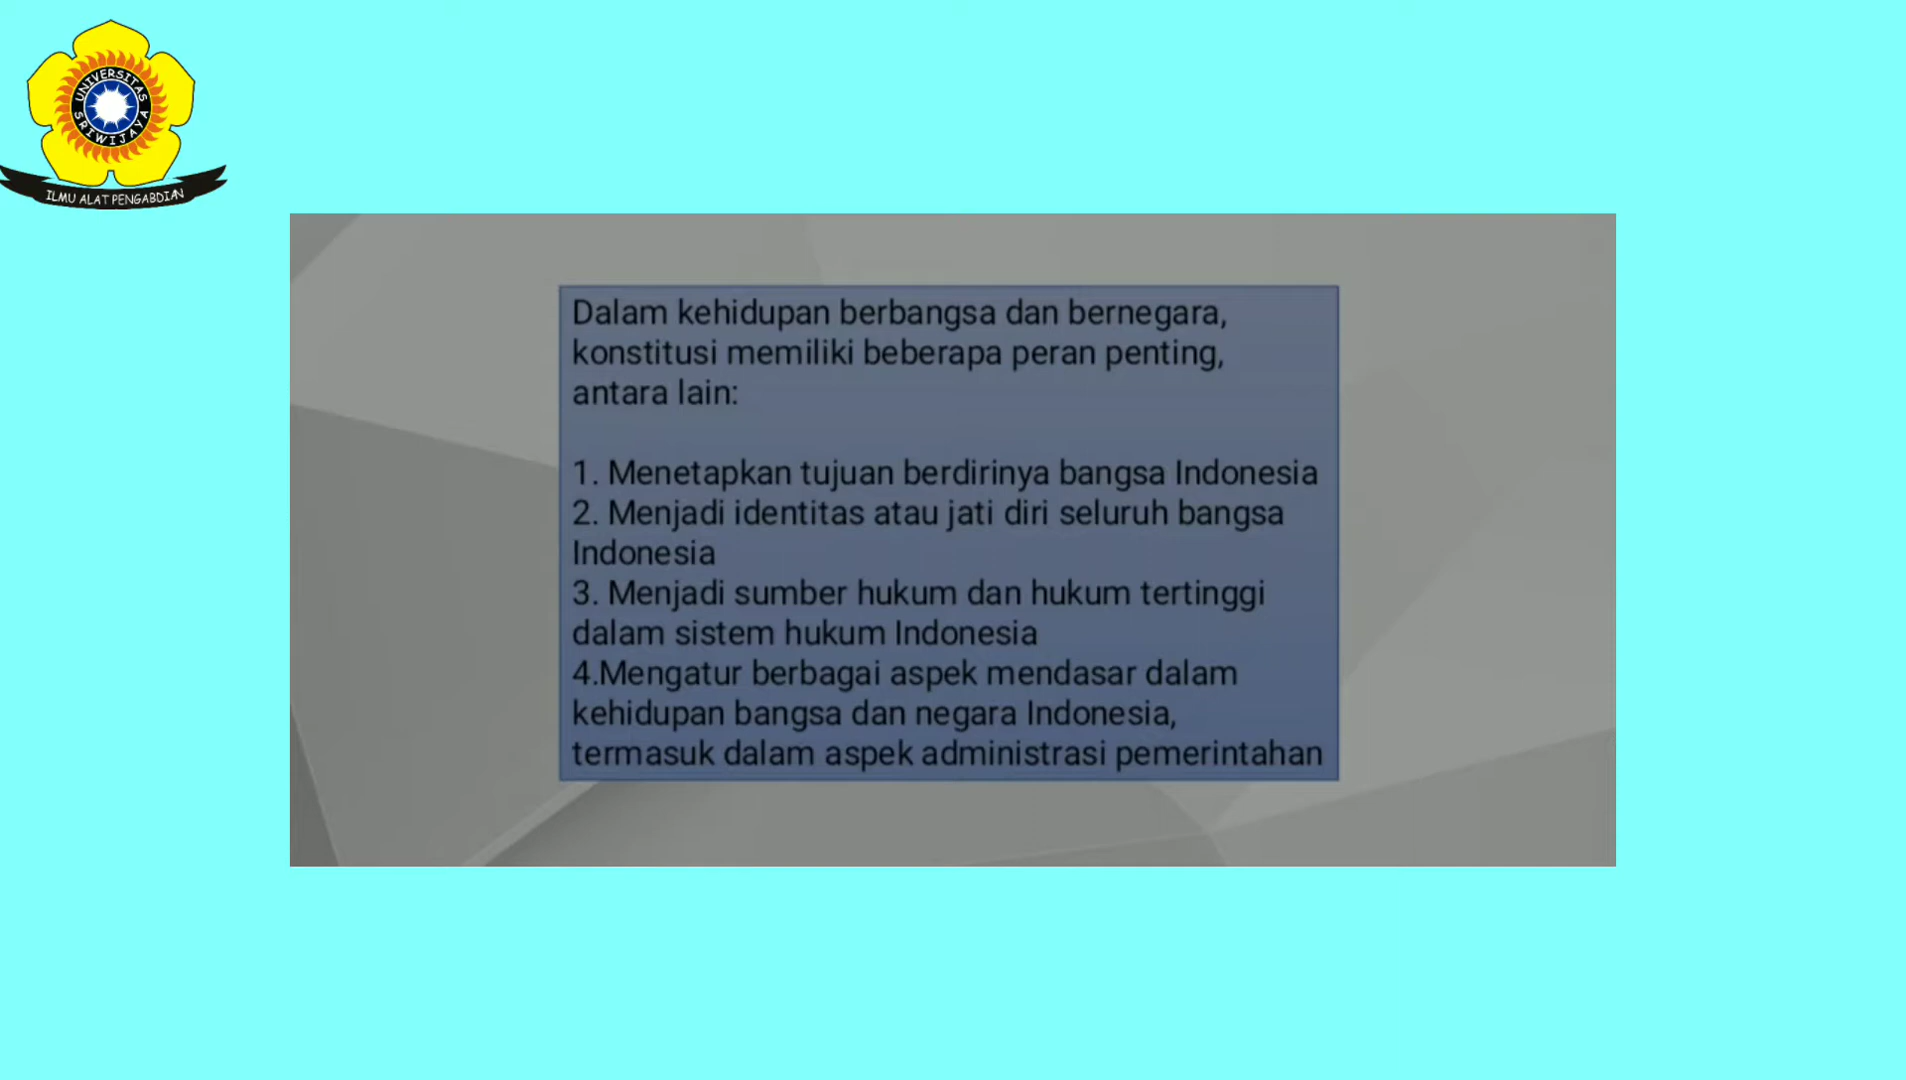 UNIVERSITAS
SRIWIJAYA
ILMU ALAT PENGABDIAN
Dalam kehidupan berbangsa dan bernegara,
konstitusi memiliki beberapa peran penting,
antara lain:
1. Menetapkan tujuan berdirinya bangsa Indonesia
2. Menjadi identitas atau jati diri seluruh bangsa
Indonesia
3. Menjadi sumber hukum dan hukum tertinggi
dalam sistem hukum Indonesia
4.Mengatur berbagai aspek mendasar dalam
kehidupan bangsa dan negara Indonesia,
termasuk dalam aspek administrasi pemerintahan